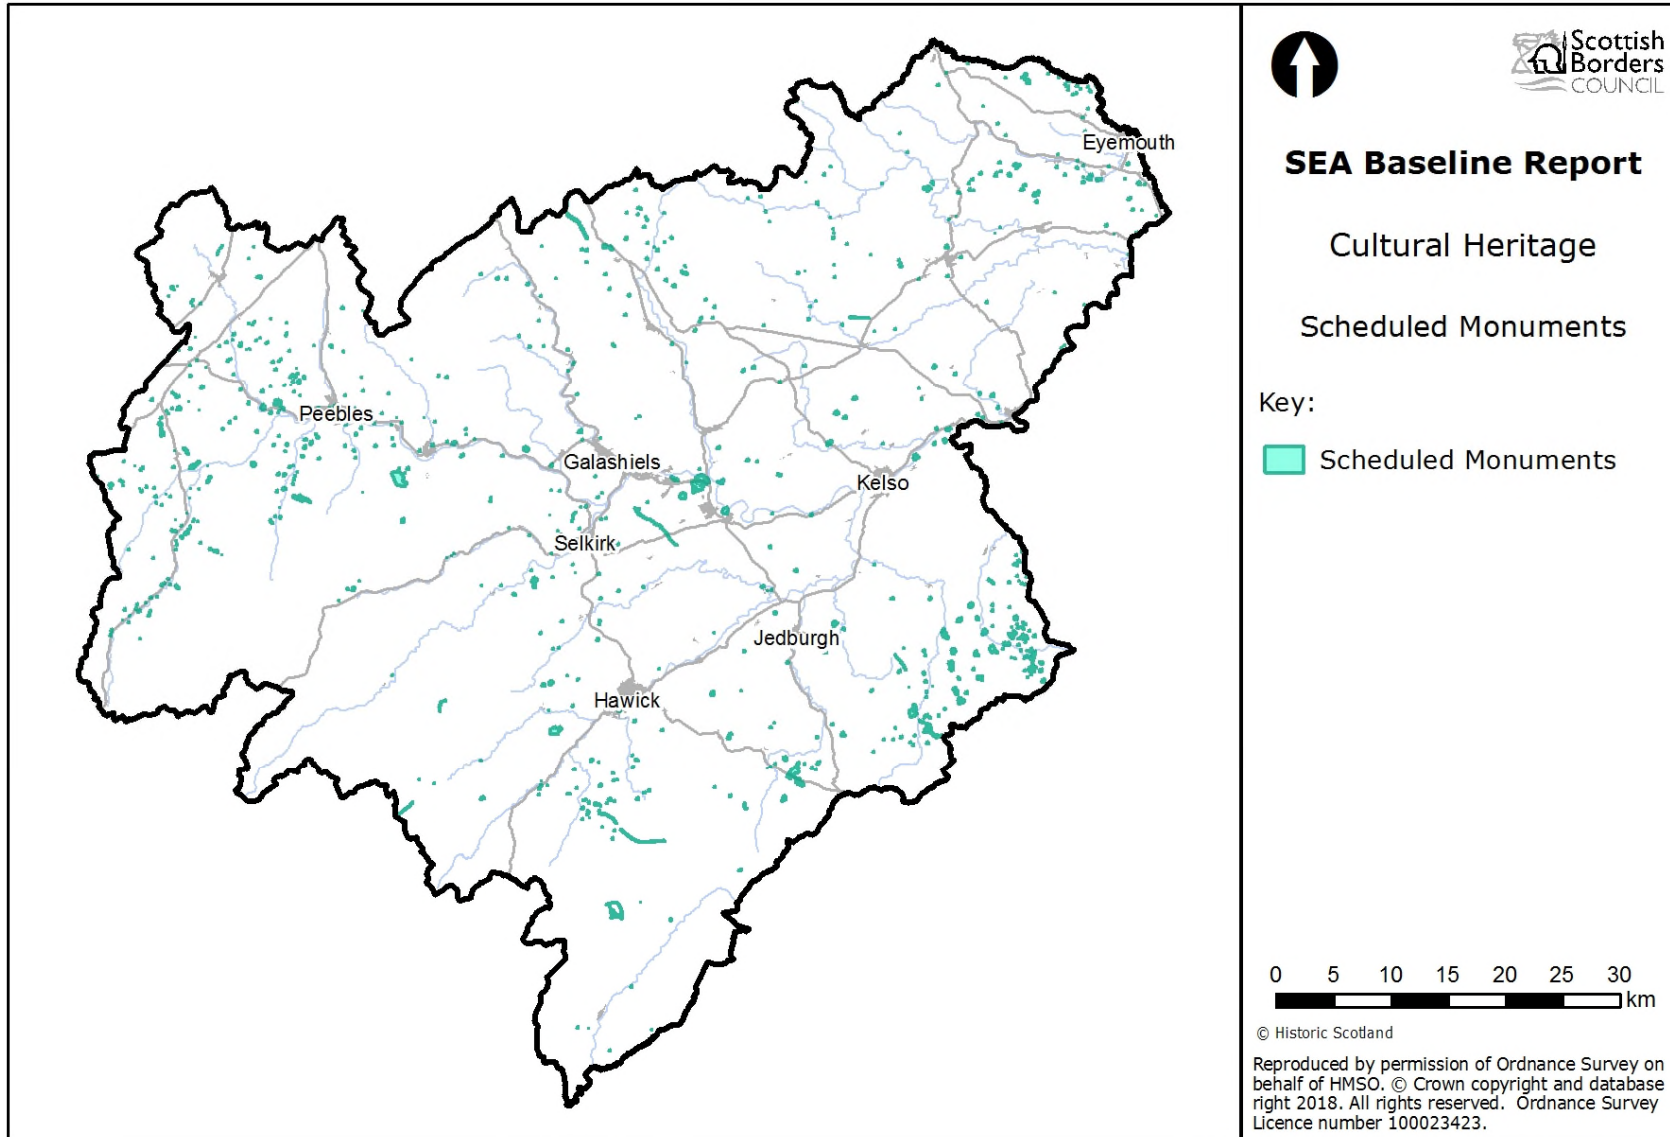 Scottish
Borders
COUNCIL
SEA Baseline Report
Cultural Heritage
Scheduled Monuments
Key:
Scheduled Monuments
Eyemouth
Peebles
Galashiels
Kelso
Selkirk
Jedburgh
Hawick
0 5 10 15 20 25 30
km
© Historic Scotland
Reproduced by permission of Ordnance Survey on
behalf of HMSO. © Crown copyright and database
right 2018. All rights reserved. Ordnance Survey
Licence number 100023423.